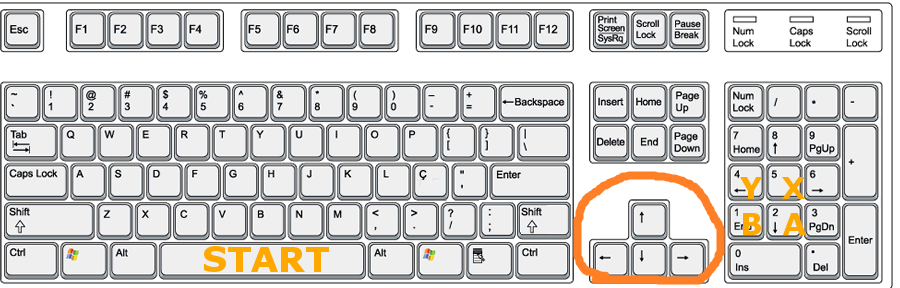 Esc F1 F2 F3 F4 F5 F6 F7 F8 F9 F10 F11 F12 Print Screen SysRq Scroll Lock Pause Break Num Lock Caps Lock Scroll Lock
~ ` ! 1 @ 2 # 3 $ 4 % 5 ^ 6 & 7 * 8 ( 9 ) 0 - - + = ←Backspace Insert Home Page Up Num Lock / * -
Tab Q W E R T Y U I O P { [ } ] | \ Delete End Page Down 7 Home 8 ↑ 9 PgUp +
Caps Lock A S D F G H J K L Ç " ' Enter 4 ← 5 6 → Y X
Shift Z X C V B N M < , > . ? / : ; Shift ↑ 1 End 2 ↓ 3 PgDn Enter B A
Ctrl Alt START Alt Ctrl ← ↓ → 0 Ins • Del